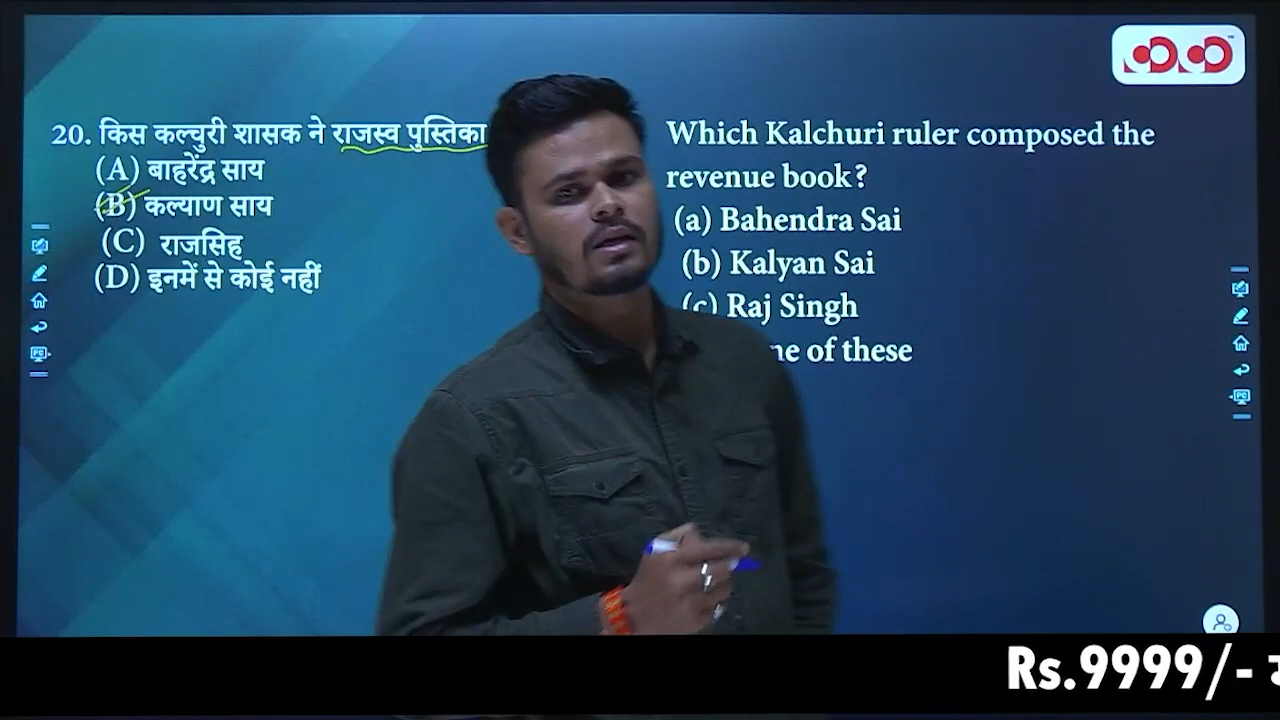 20. किस कल्चुरी शासक ने राजस्व पुस्तिका
(A) बाहरेंद्र साय
(B) कल्याण साय
(C) राजसिह
(D) इनमें से कोई नहीं
Which Kalchuri ruler composed the
revenue book?
(a) Bahendra Sai
(b) Kalyan Sai
(c) Raj Singh
of these
Rs.9999/-